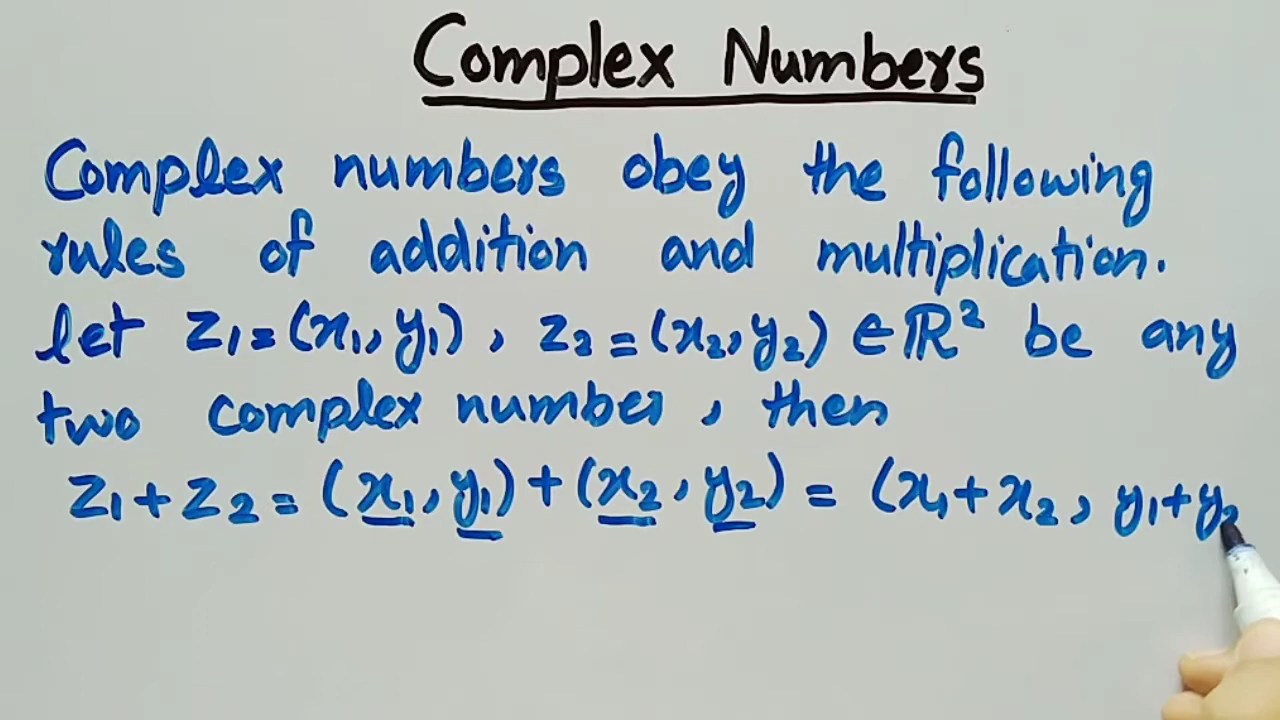 Complex Numbers
Complex numbers obey the following
rules of addition and multiplication.
let z₁=(x₁,y₁), z₂=(x₂,y₂) ∈ ℝ² be any
two complex number, then
z₁+z₂=(x₁,y₁)+(x₂,y₂)=(x₁+x₂, y₁+y₂